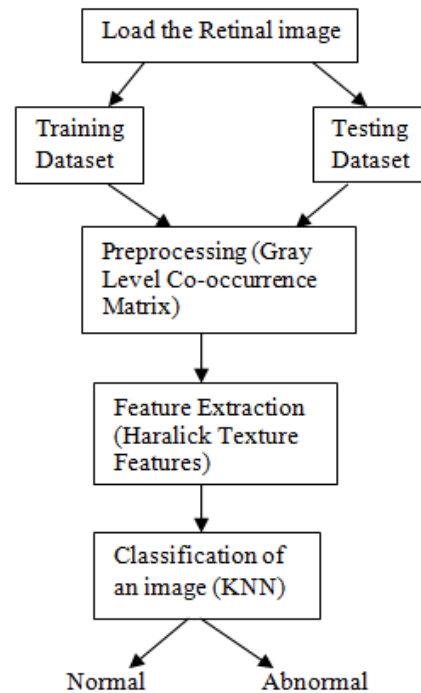 Load the Retinal image
Training
Dataset
Testing
Dataset
Preprocessing (Gray
Level Co-occurrence
Matrix)
Feature Extraction
(Haralick Texture
Features)
Classification of
an image (KNN)
Normal
Abnormal